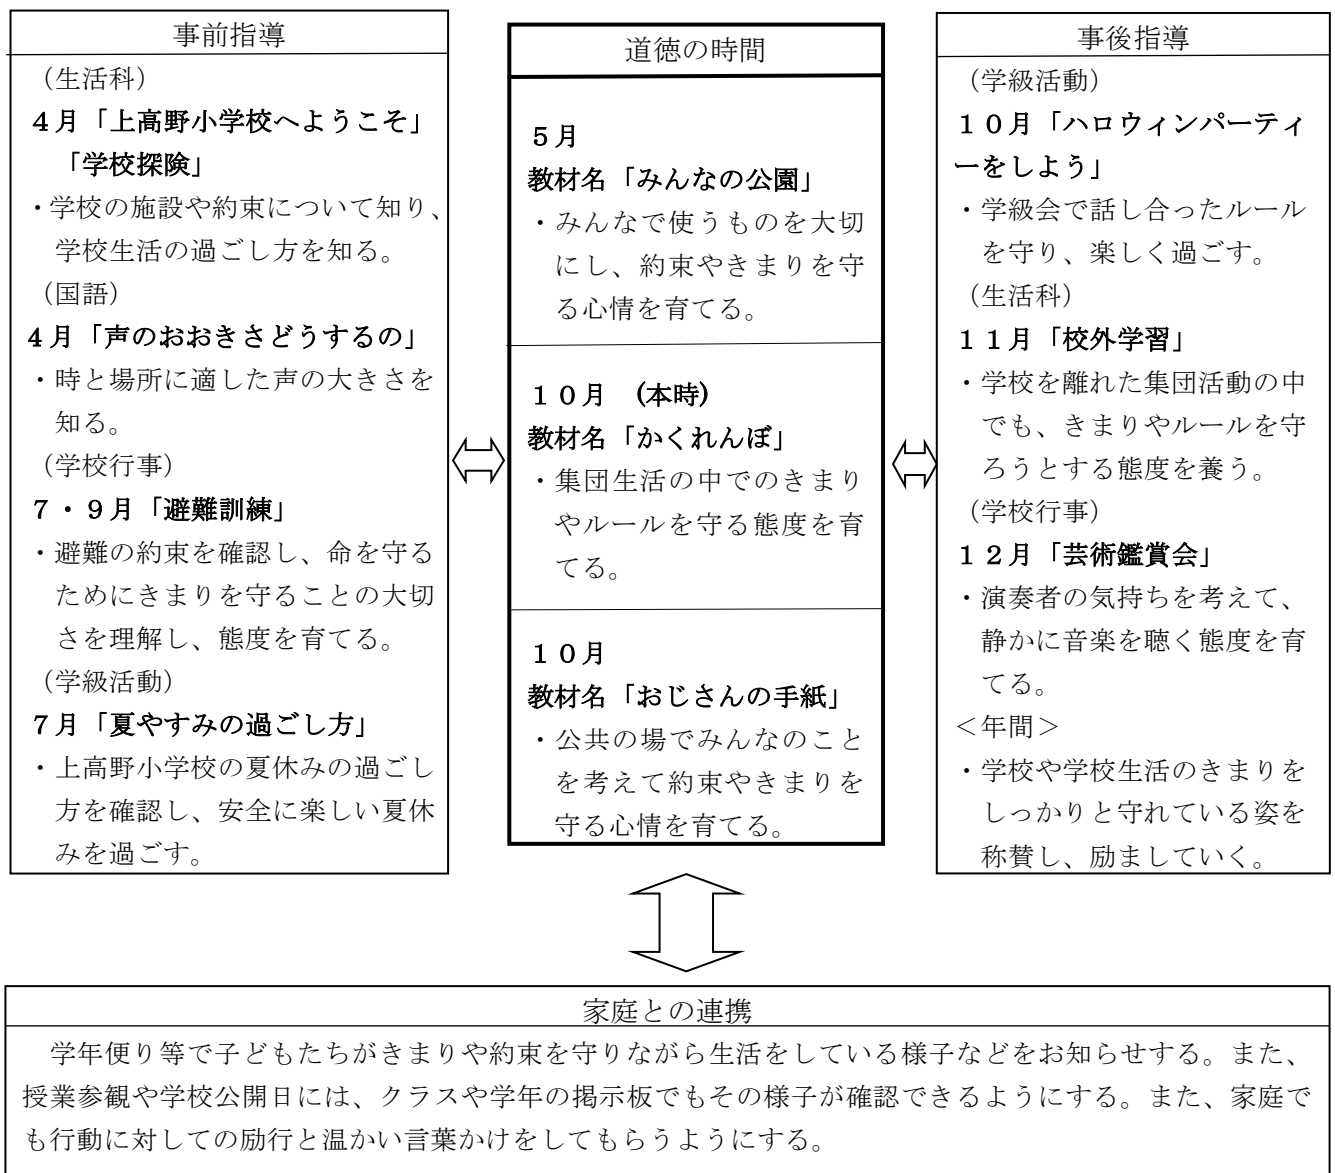 事前指導
（生活科）
４月「上高野小学校へようこそ」
「学校探険」
・学校の施設や約束について知り、
学校生活の過ごし方を知る。
（国語）
４月「声のおおきさどうするの」
・時と場所に適した声の大きさを
知る。
（学校行事）
７・９月「避難訓練」
・避難の約束を確認し、命を守る
ためにきまりを守ることの大切
さを理解し、態度を育てる。
（学級活動）
７月「夏やすみの過ごし方」
・上高野小学校の夏休みの過ごし
方を確認し、安全に楽しい夏休
みを過ごす。
道徳の時間
５月
教材名「みんなの公園」
・みんなで使うものを大切
にし、約束やきまりを守
る心情を育てる。
１０月　(本時)
教材名「かくれんぼ」
・集団生活の中でのきまり
やルールを守る態度を育
てる。
１０月
教材名「おじさんの手紙」
・公共の場でみんなのこと
を考えて約束やきまりを
守る心情を育てる。
事後指導
（学級活動）
１０月「ハロウィンパーティ
ーをしよう」
・学級会で話し合ったルール
を守り、楽しく過ごす。
（生活科）
１１月「校外学習」
・学校を離れた集団活動の中
でも、きまりやルールを守
ろうとする態度を養う。
（学校行事）
１２月「芸術鑑賞会」
・演奏者の気持ちを考えて、
静かに音楽を聴く態度を育
てる。
＜年間＞
・学校や学校生活のきまりを
しっかりと守れている姿を
称賛し、励ましていく。
家庭との連携
学年便り等で子どもたちがきまりや約束を守りながら生活をしている様子などをお知らせする。また、
授業参観や学校公開日には、クラスや学年の掲示板でもその様子が確認できるようにする。また、家庭で
も行動に対しての励行と温かい言葉かけをしてもらうようにする。